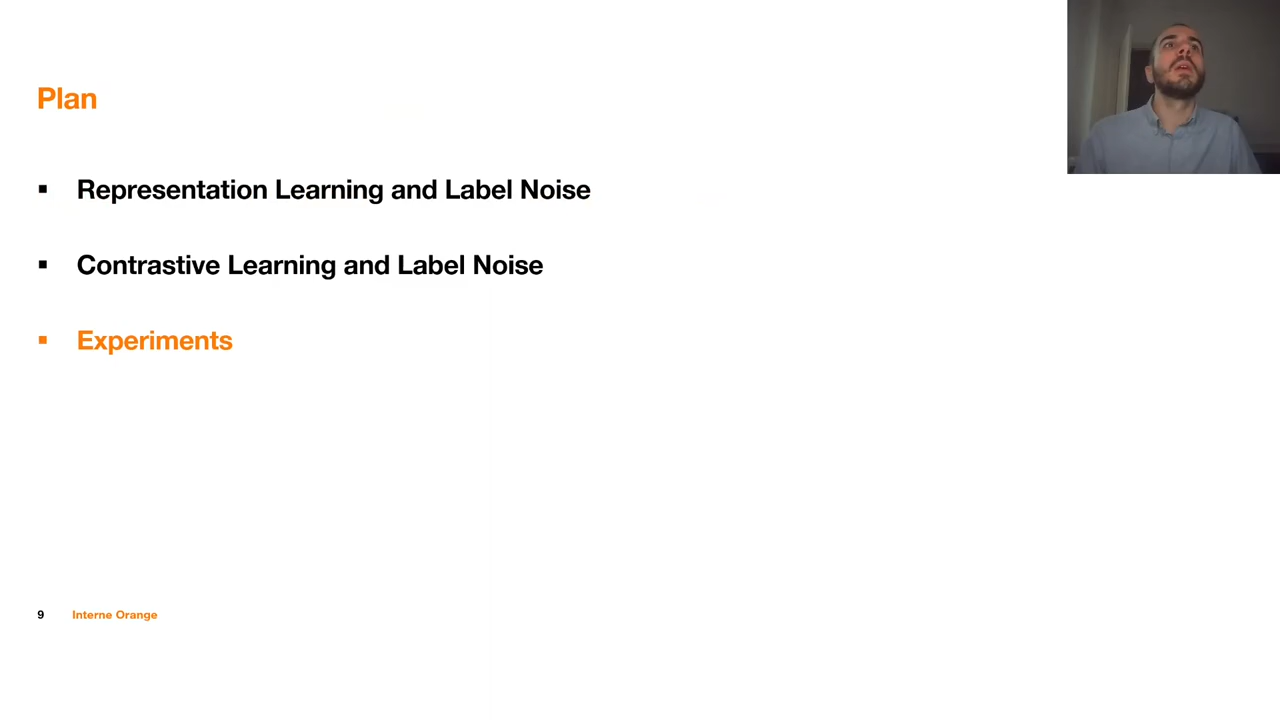 Plan
▪ Representation Learning and Label Noise
▪ Contrastive Learning and Label Noise
▪ Experiments
9 Interne Orange